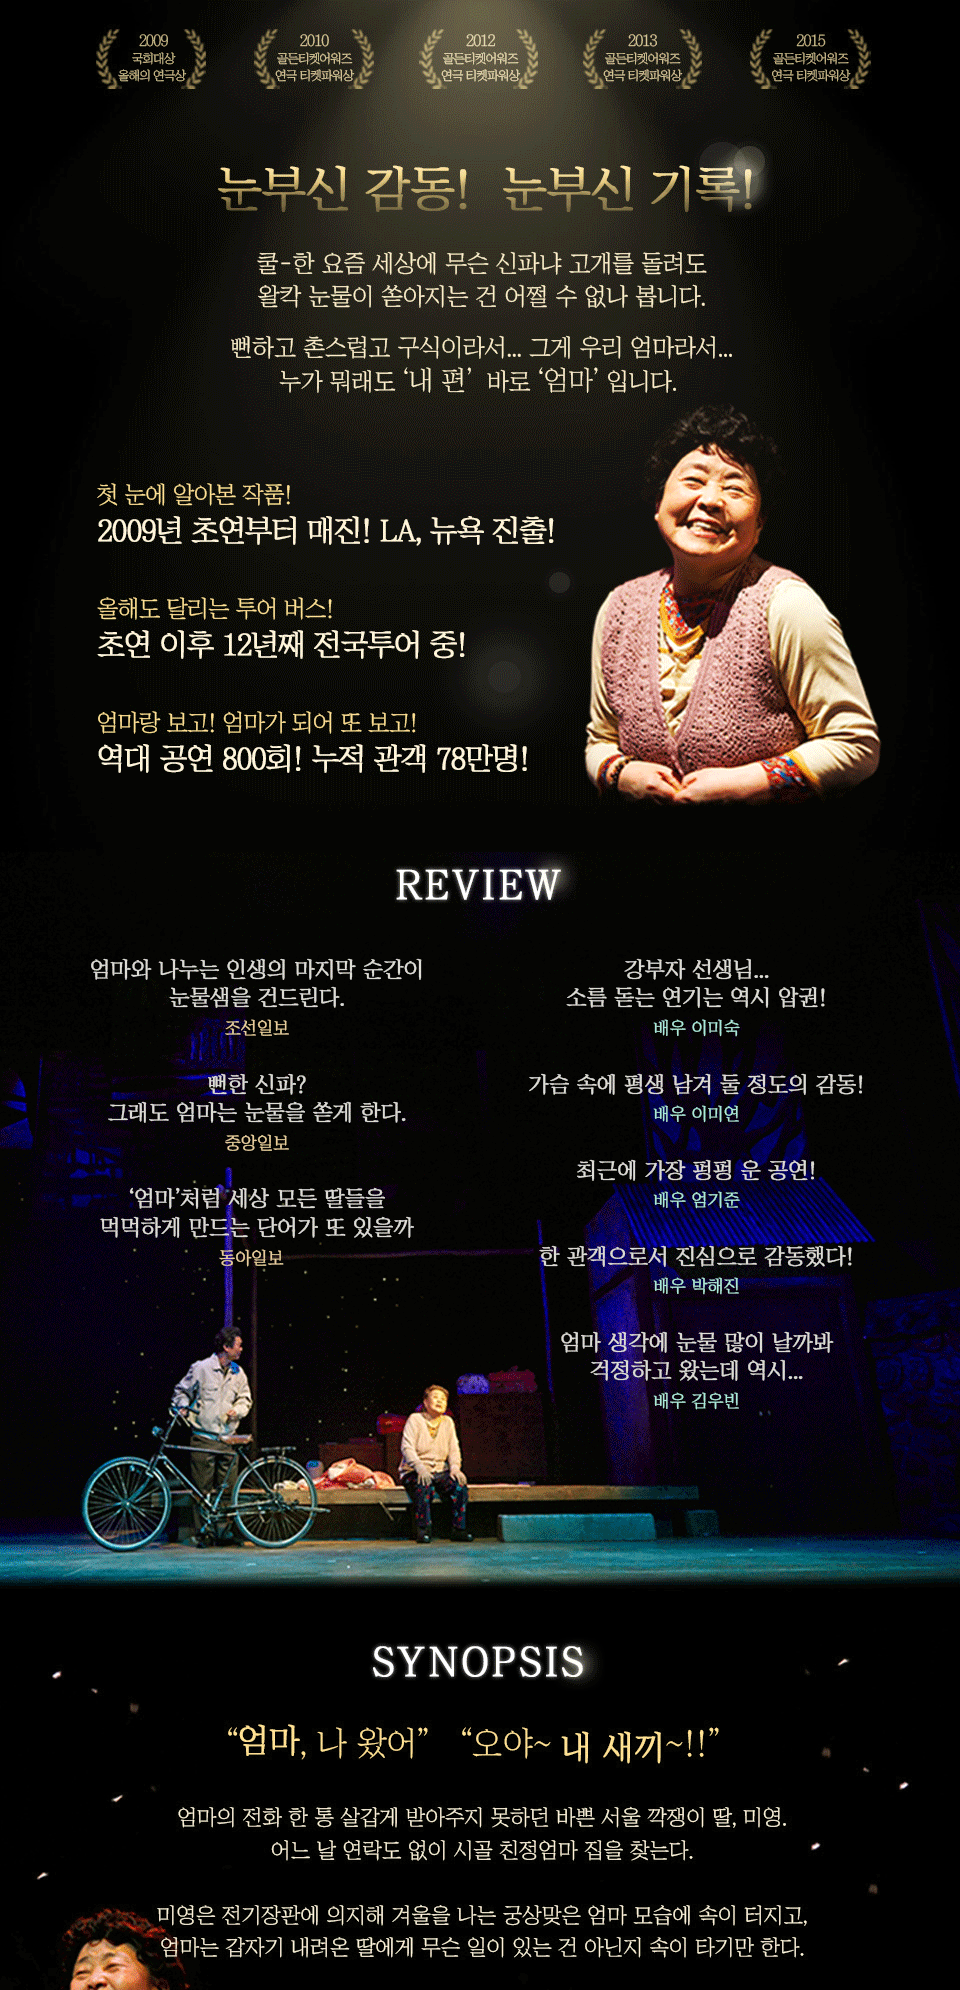 2009
국회대상
올해의 연극상
2010
골든티켓어워즈
연극 티켓파워상
2012
골든티켓어워즈
연극 티켓파워상
2013
골든티켓어워즈
연극 티켓파워상
2015
골든티켓어워즈
연극 티켓파워상
눈부신 감동! 눈부신 기록!
쿨-한 요즘 세상에 무슨 신파냐 고개를 돌려도
왈칵 눈물이 쏟아지는 건 어쩔 수 없나 봅니다.
뻔하고 촌스럽고 구식이라서... 그게 우리 엄마라서...
누가 뭐래도 ‘내 편’ 바로 ‘엄마’ 입니다.
첫 눈에 알아본 작품!
2009년 초연부터 매진! LA, 뉴욕 진출!
올해도 달리는 투어 버스!
초연 이후 12년째 전국투어 중!
엄마랑 보고! 엄마가 되어 또 보고!
역대 공연 800회! 누적 관객 78만명!
REVIEW
엄마와 나누는 인생의 마지막 순간이
눈물샘을 건드린다.
조선일보
뻔한 신파?
그래도 엄마는 눈물을 쏟게 한다.
중앙일보
‘엄마’처럼 세상 모든 딸들을
먹먹하게 만드는 단어가 또 있을까
동아일보
강부자 선생님...
소름 돋는 연기는 역시 압권!
배우 이미숙
가슴 속에 평생 남겨 둘 정도의 감동!
배우 이미연
최근에 가장 펑펑 운 공연!
배우 엄기준
한 관객으로서 진심으로 감동했다!
배우 박해진
엄마 생각에 눈물 많이 날까봐
걱정하고 왔는데 역시...
배우 김우빈
SYNOPSIS
“엄마, 나 왔어” “오야~ 내 새끼~!!”
엄마의 전화 한 통 살갑게 받아주지 못하던 바쁜 서울 깍쟁이 딸, 미영.
어느 날 연락도 없이 시골 친정엄마 집을 찾는다.
미영은 전기장판에 의지해 겨울을 나는 궁상맞은 엄마 모습에 속이 터지고,
엄마는 갑자기 내려온 딸에게 무슨 일이 있는 건 아닌지 속이 타기만 한다.